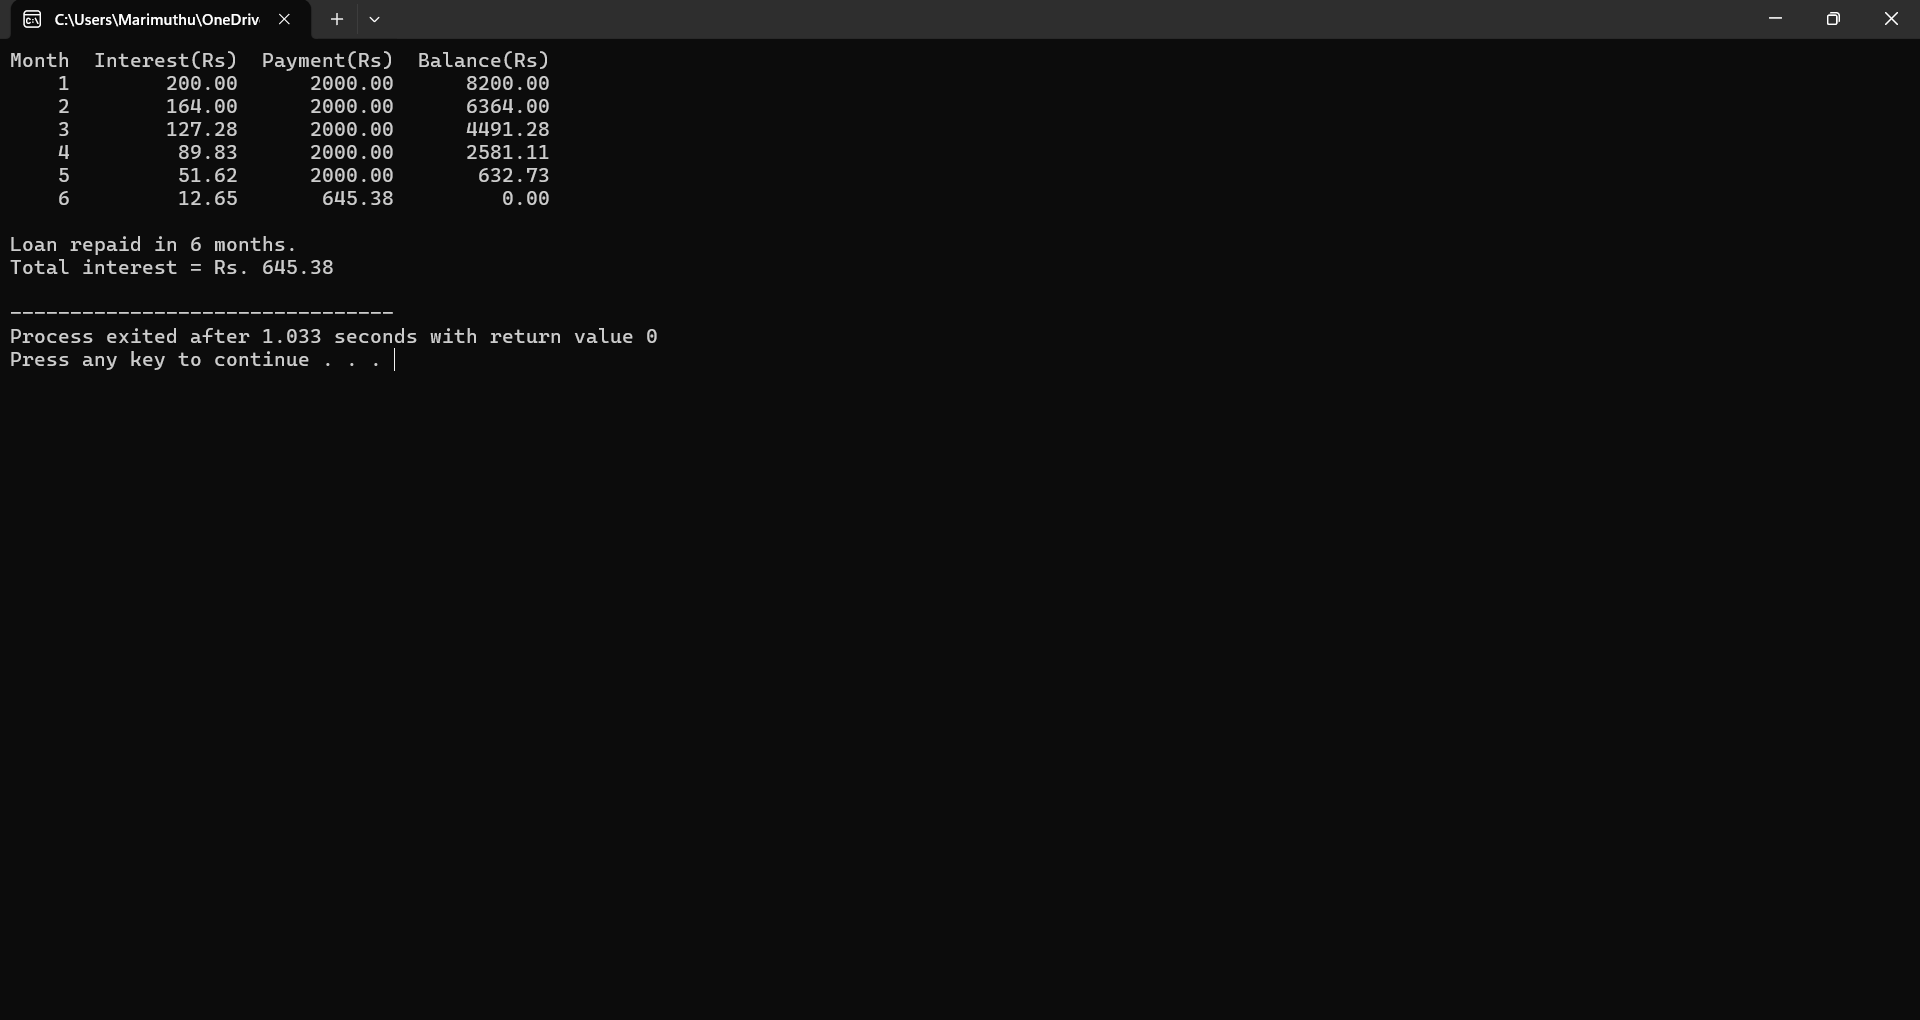 C:\Users\Marimuthu\OneDriv
Month  Interest(Rs)  Payment(Rs)  Balance(Rs)
    1        200.00      2000.00      8200.00
    2        164.00      2000.00      6364.00
    3        127.28      2000.00      4491.28
    4         89.83      2000.00      2581.11
    5         51.62      2000.00       632.73
    6         12.65       645.38         0.00
Loan repaid in 6 months.
Total interest = Rs. 645.38
--------------------------------
Process exited after 1.033 seconds with return value 0
Press any key to continue . . .